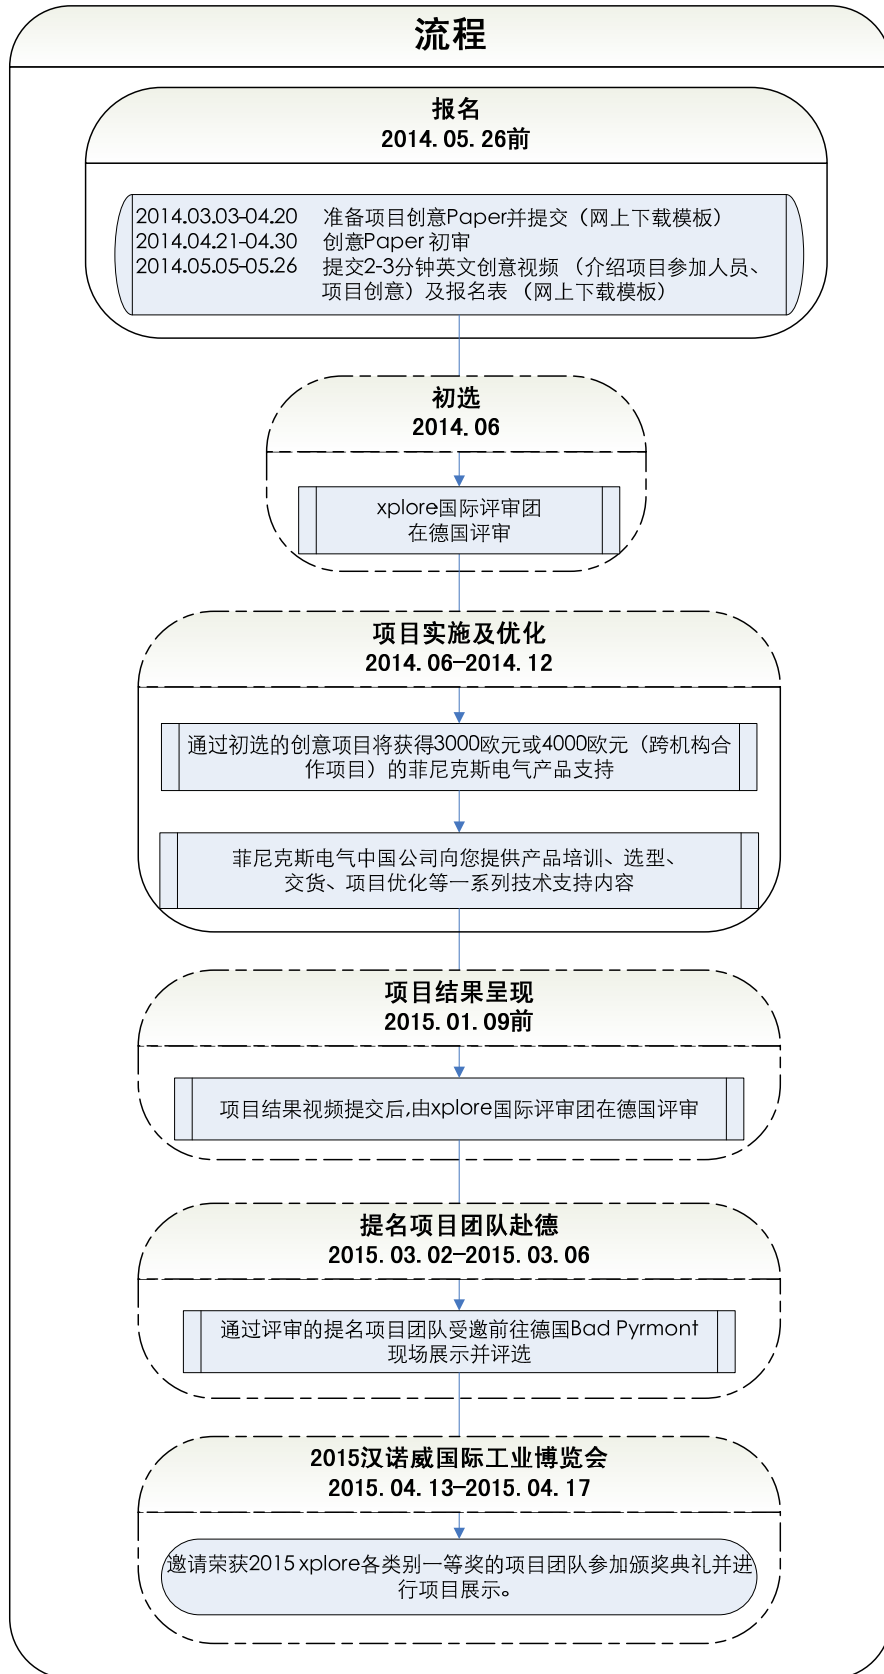 流程
报名
2014.05.26前
2014.03.03-04.20 准备项目创意Paper并提交（网上下载模板）
2014.04.21-04.30 创意Paper 初审
2014.05.05-05.26 提交2-3分钟英文创意视频 （介绍项目参加人员、
项目创意）及报名表 （网上下载模板）
初选
2014.06
xplore国际评审团
在德国评审
项目实施及优化
2014.06-2014.12
通过初选的创意项目将获得3000欧元或4000欧元（跨机构合
作项目）的菲尼克斯电气产品支持
菲尼克斯电气中国公司向您提供产品培训、选型、
交货、项目优化等一系列技术支持内容
项目结果呈现
2015.01.09前
项目结果视频提交后,由xplore国际评审团在德国评审
提名项目团队赴德
2015.03.02-2015.03.06
通过评审的提名项目团队受邀前往德国Bad Pyrmont
现场展示并评选
2015汉诺威国际工业博览会
2015.04.13-2015.04.17
邀请荣获2015 xplore各类别一等奖的项目团队参加颁奖典礼并进
行项目展示。